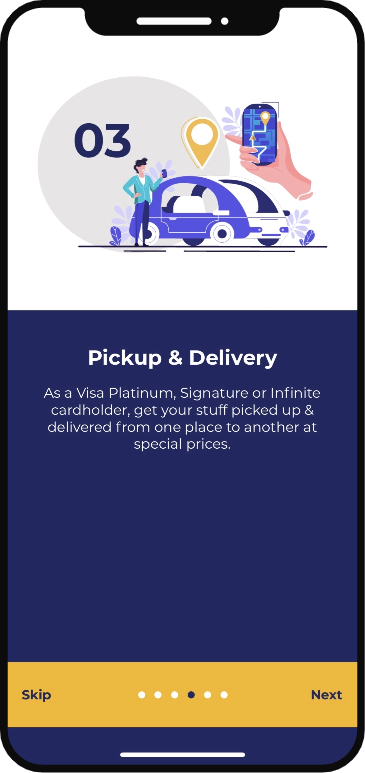 03
Pickup & Delivery
As a Visa Platinum, Signature or Infinite
cardholder, get your stuff picked up &
delivered from one place to another at
special prices.
Skip
Next